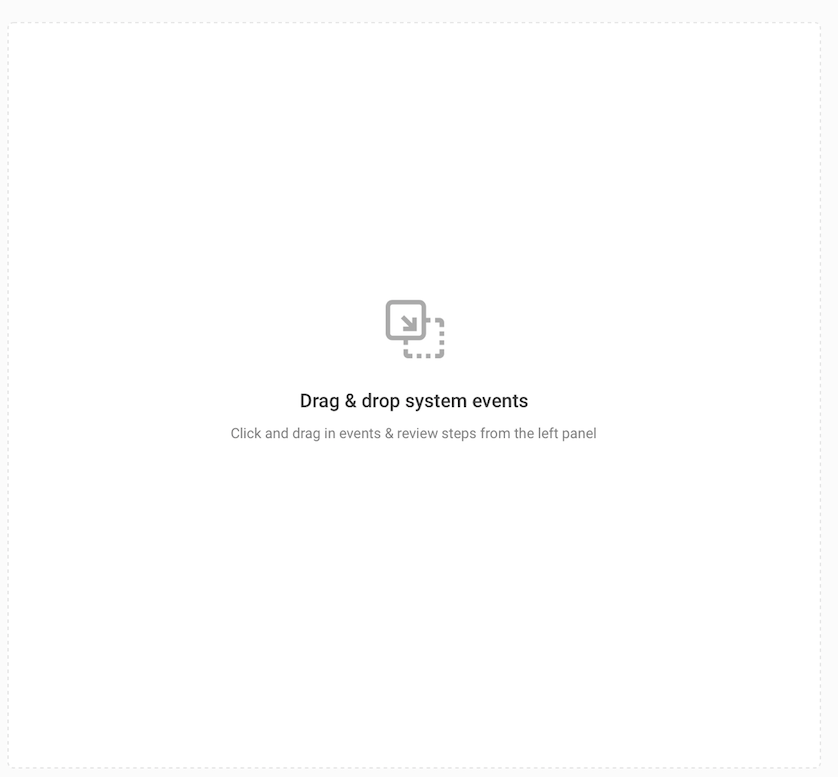 Drag & drop system events
Click and drag in events & review steps from the left panel